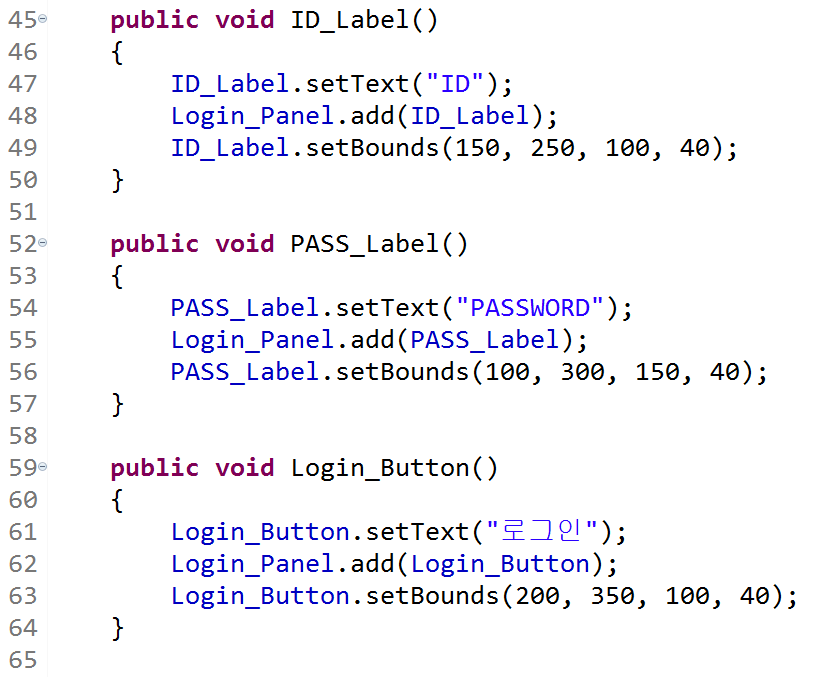 45 public void ID_Label()
46 {
47 ID_Label.setText("ID");
48 Login_Panel.add(ID_Label);
49 ID_Label.setBounds(150, 250, 100, 40);
50 }
51
52 public void PASS_Label()
53 {
54 PASS_Label.setText("PASSWORD");
55 Login_Panel.add(PASS_Label);
56 PASS_Label.setBounds(100, 300, 150, 40);
57 }
58
59 public void Login_Button()
60 {
61 Login_Button.setText("로그인");
62 Login_Panel.add(Login_Button);
63 Login_Button.setBounds(200, 350, 100, 40);
64 }
65